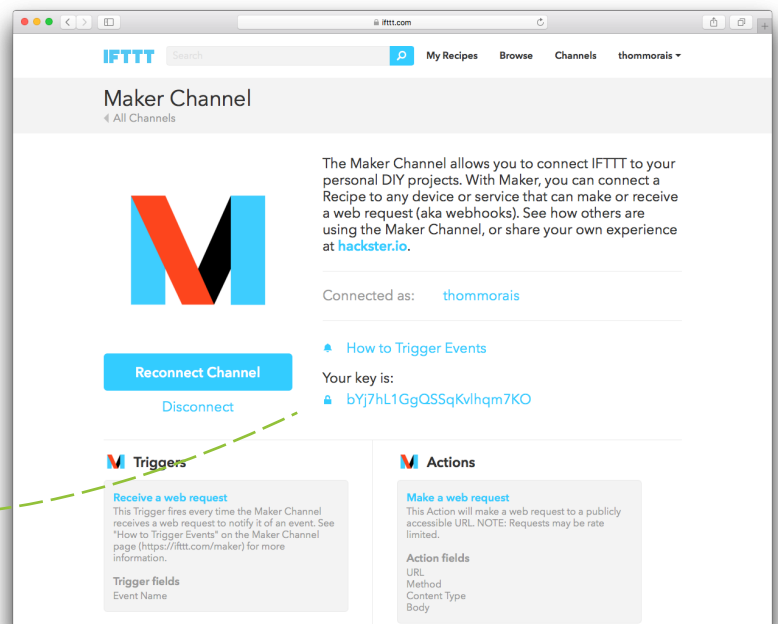 ifttt.com
IFTTT
Search
My Recipes Browse Channels thommorais
Maker Channel
All Channels
The Maker Channel allows you to connect IFTTT to your
personal DIY projects. With Maker, you can connect a
Recipe to any device or service that can make or receive
a web request (aka webhooks). See how others are
using the Maker Channel, or share your own experience
at hackster.io.
Connected as: thommorais
How to Trigger Events
Your key is:
bYj7hL1GgQSSqKvlhqm7KO
Reconnect Channel
Disconnect
Triggers
Receive a web request
This Trigger fires every time the Maker Channel
receives a web request to notify it of an event. See
"How to Trigger Events" on the Maker Channel
page (https://ifttt.com/maker) for more
information.
Trigger fields
Event Name
Actions
Make a web request
This Action will make a web request to a publicly
accessible URL. NOTE: Requests may be rate
limited.
Action fields
URL
Method
Content Type
Body